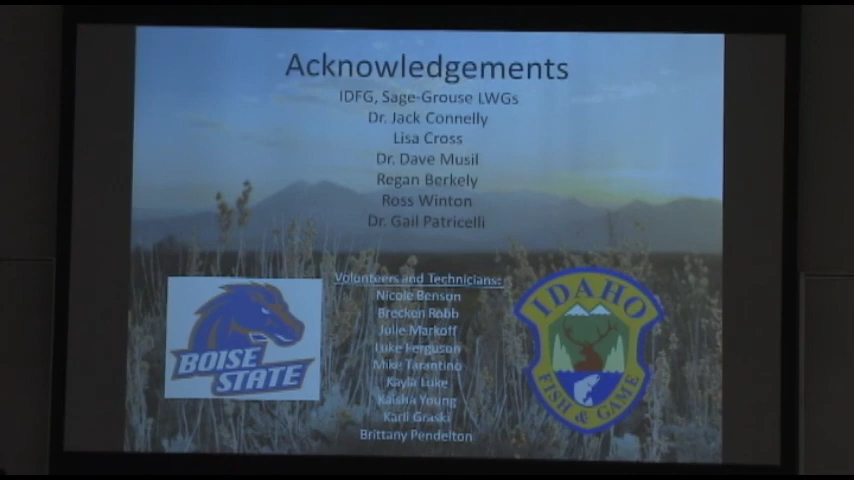 Acknowledgements
IDFG, Sage-Grouse LWGs
Dr. Jack Connelly
Lisa Cross
Dr. Dave Musil
Regan Berkely
Ross Winton
Dr. Gail Patricelli
Volunteers and Technicians:
Nicole Benson
Brecken Robb
Julie Markoff
Luke Ferguson
Mike Tarantino
Kayla Luke
Kaisha Young
Karli Graski
Brittany Pendelton
BOISE
STATE
IDAHO
FISH & GAME